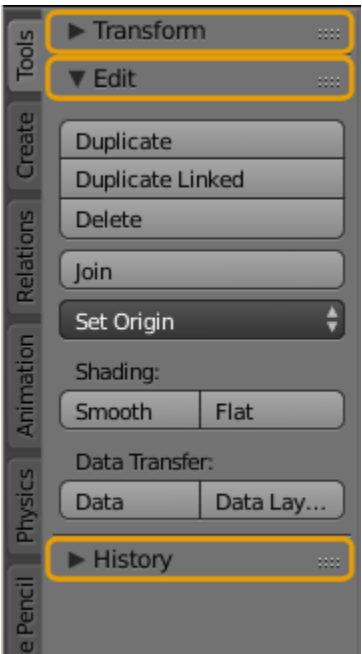 Transform
Edit
Duplicate
Duplicate Linked
Delete
Join
Set Origin
Shading:
Smooth Flat
Data Transfer:
Data Data Lay...
History
Tools
Create
Relations
Animation
Physics
e Pencil